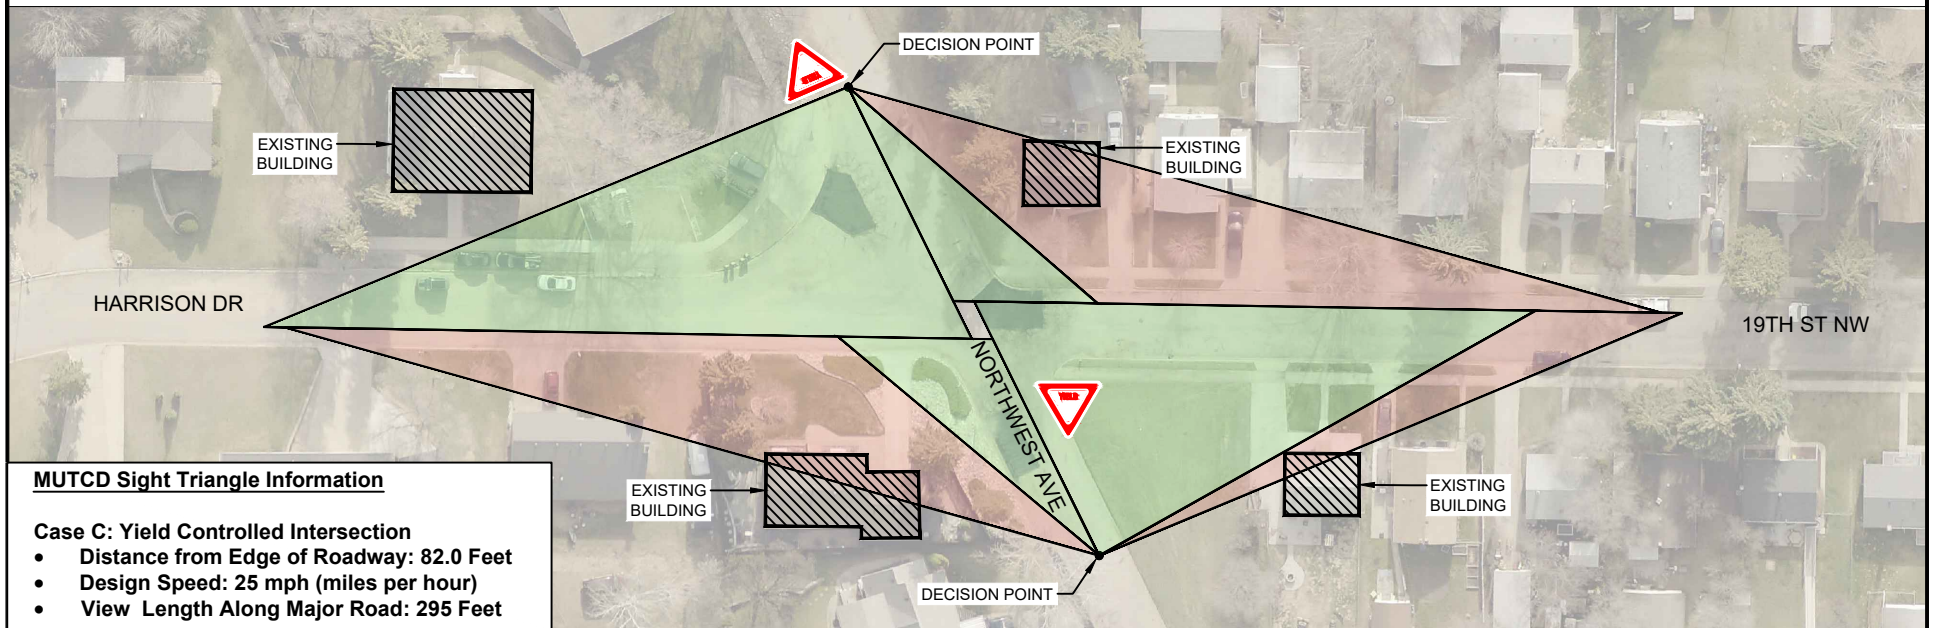 DECISION POINT
EXISTING
BUILDING
EXISTING
BUILDING
HARRISON DR
19TH ST NW
NORTHWEST AVE
YIELD
EXISTING
BUILDING
EXISTING
BUILDING
DECISION POINT
MUTCD Sight Triangle Information
Case C: Yield Controlled Intersection
• Distance from Edge of Roadway: 82.0 Feet
• Design Speed: 25 mph (miles per hour)
• View Length Along Major Road: 295 Feet